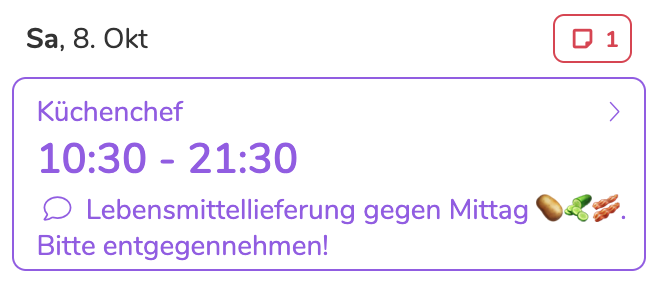 Sa, 8. Okt
1
Küchenchef
10:30 - 21:30
Lebensmittellieferung gegen Mittag 🥔🥒🥓.
Bitte entgegennehmen!